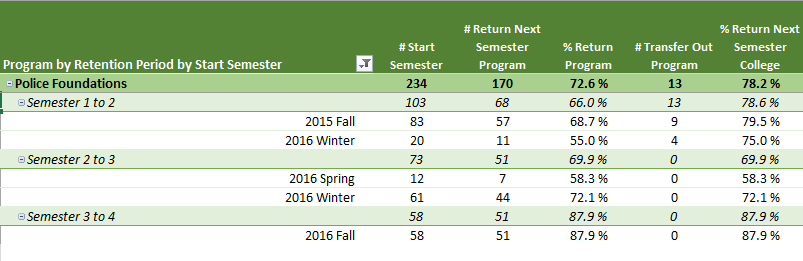 Program by Retention Period by Start Semester # Start Semester # Return Next Semester Program % Return Program # Transfer Out Program % Return Next Semester College
Police Foundations 234 170 72.6 % 13 78.2 %
Semester 1 to 2 103 68 66.0 % 13 78.6 %
2015 Fall 83 57 68.7 % 9 79.5 %
2016 Winter 20 11 55.0 % 4 75.0 %
Semester 2 to 3 73 51 69.9 % 0 69.9 %
2016 Spring 12 7 58.3 % 0 58.3 %
2016 Winter 61 44 72.1 % 0 72.1 %
Semester 3 to 4 58 51 87.9 % 0 87.9 %
2016 Fall 58 51 87.9 % 0 87.9 %